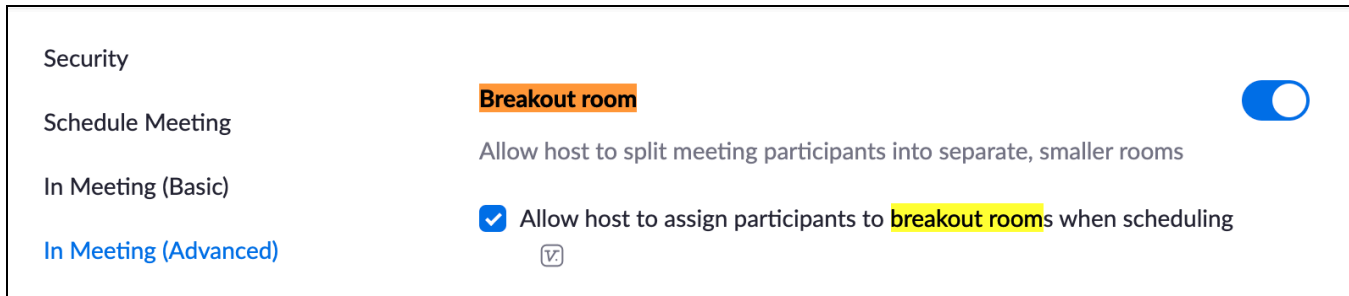 Security
Schedule Meeting
In Meeting (Basic)
In Meeting (Advanced)
Breakout room
Allow host to split meeting participants into separate, smaller rooms
Allow host to assign participants to breakout rooms when scheduling
V.